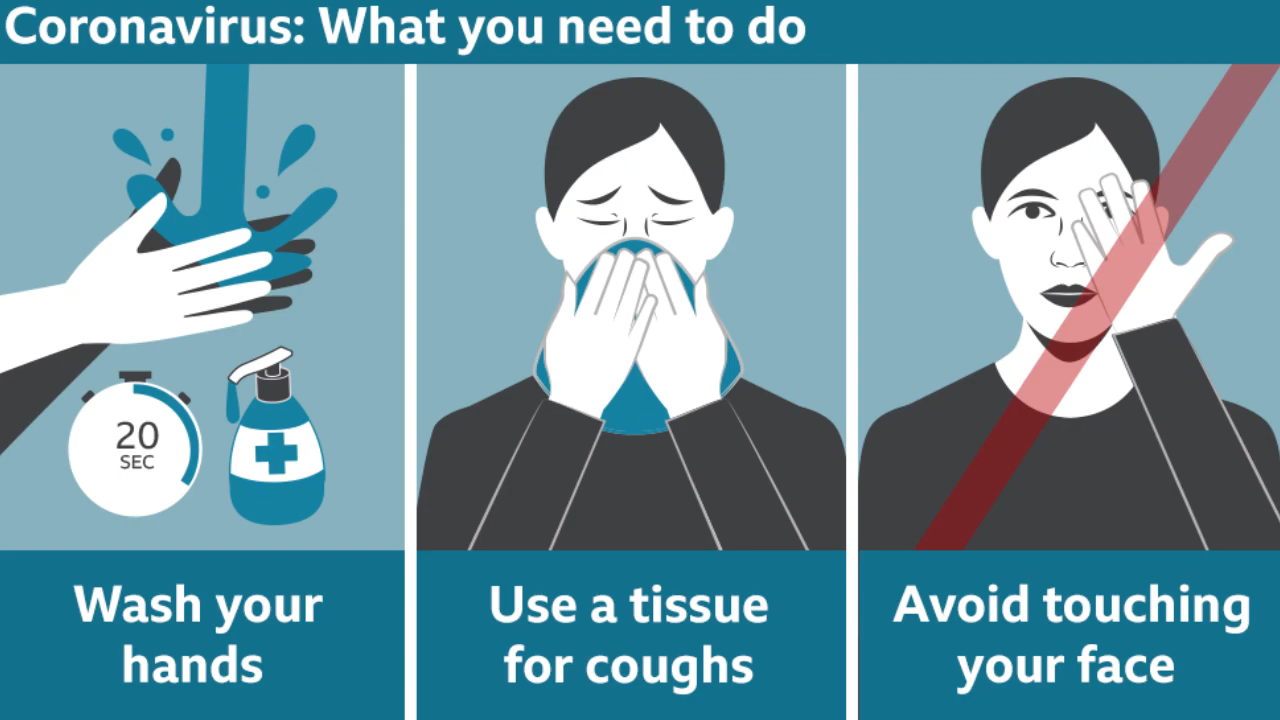 Coronavirus: What you need to do
20
SEC
Wash your
hands
Use a tissue
for coughs
Avoid touching
your face